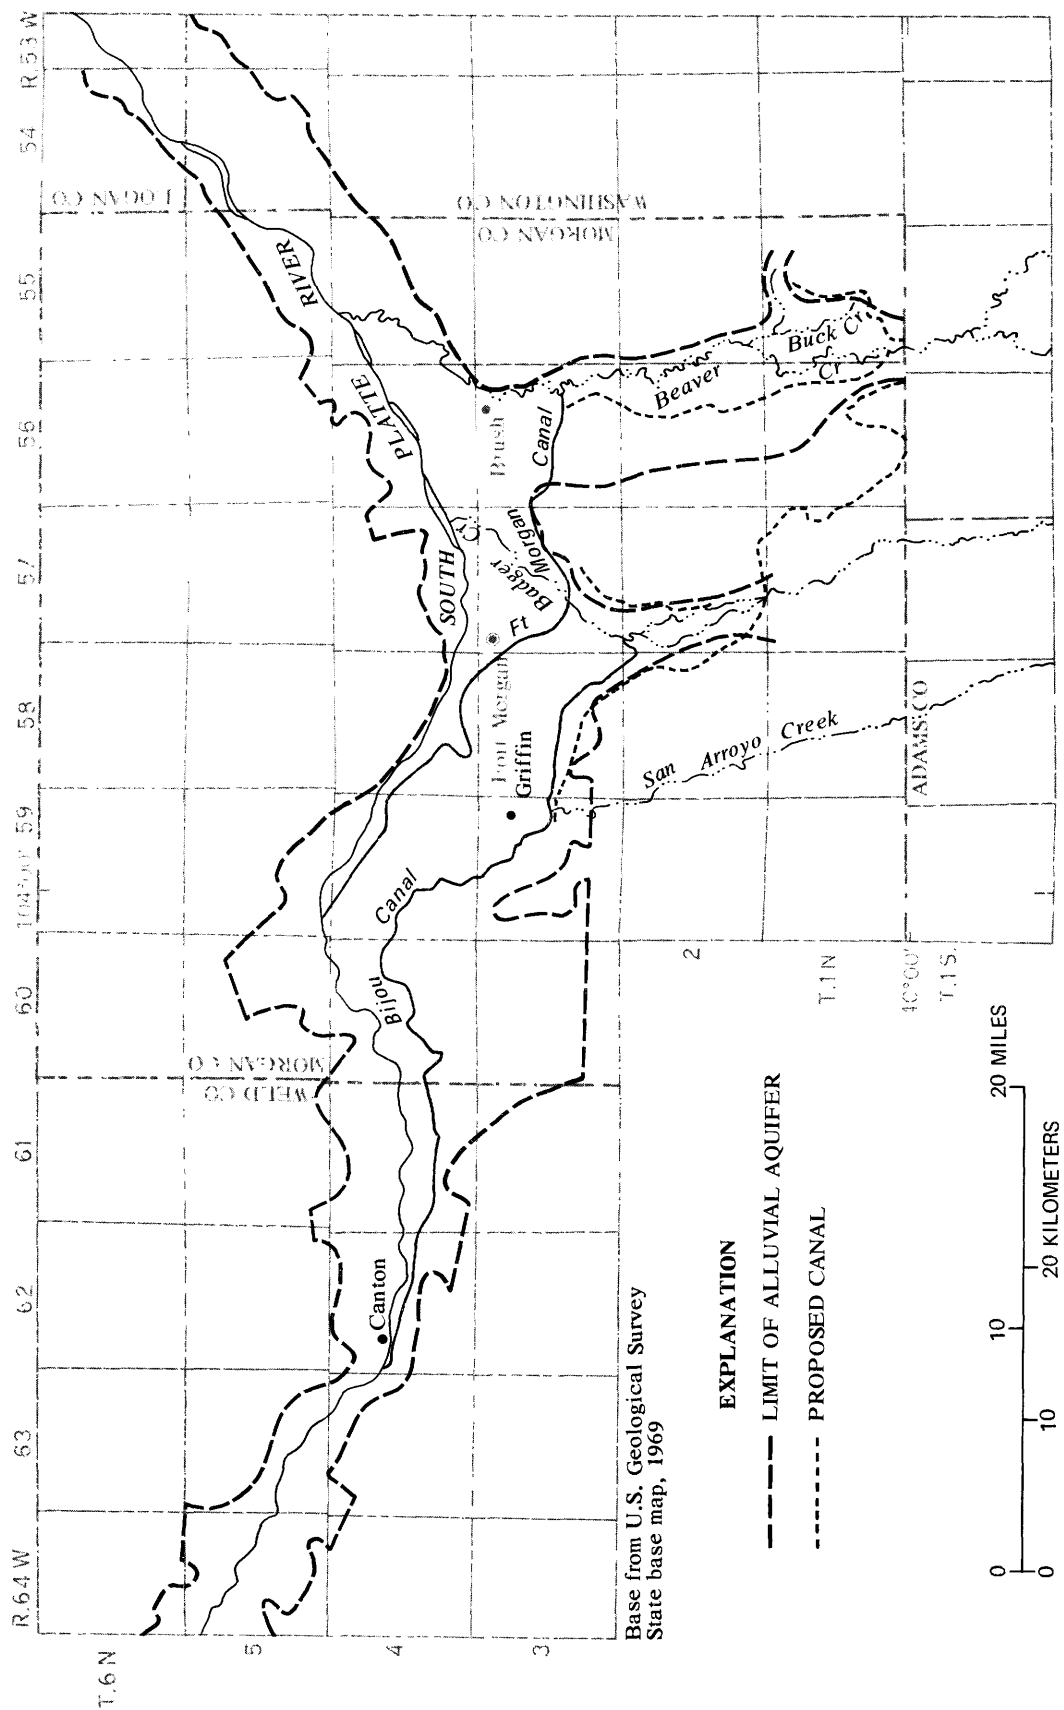 R.64 W
63
62
61
60
104°00'
59
58
57
56
55
54
R.53 W
T.6 N
5
4
3
2
T.1 N
40°00'
T.1 S.
WELD CO
MORGAN CO
LOGAN CO
MORGAN CO
WASHINGTON CO
ADAMS CO
SOUTH
PLATTE
RIVER
Canton
Bijou
Canal
Fort Morgan
Griffin
Ft
Morgan
Canal
Badger
Cr
Brush
Beaver
Cr
Buck Cr
San Arroyo Creek
Base from U.S. Geological Survey
State base map, 1969
EXPLANATION
LIMIT OF ALLUVIAL AQUIFER
PROPOSED CANAL
0 10 20 MILES
0 10 20 KILOMETERS